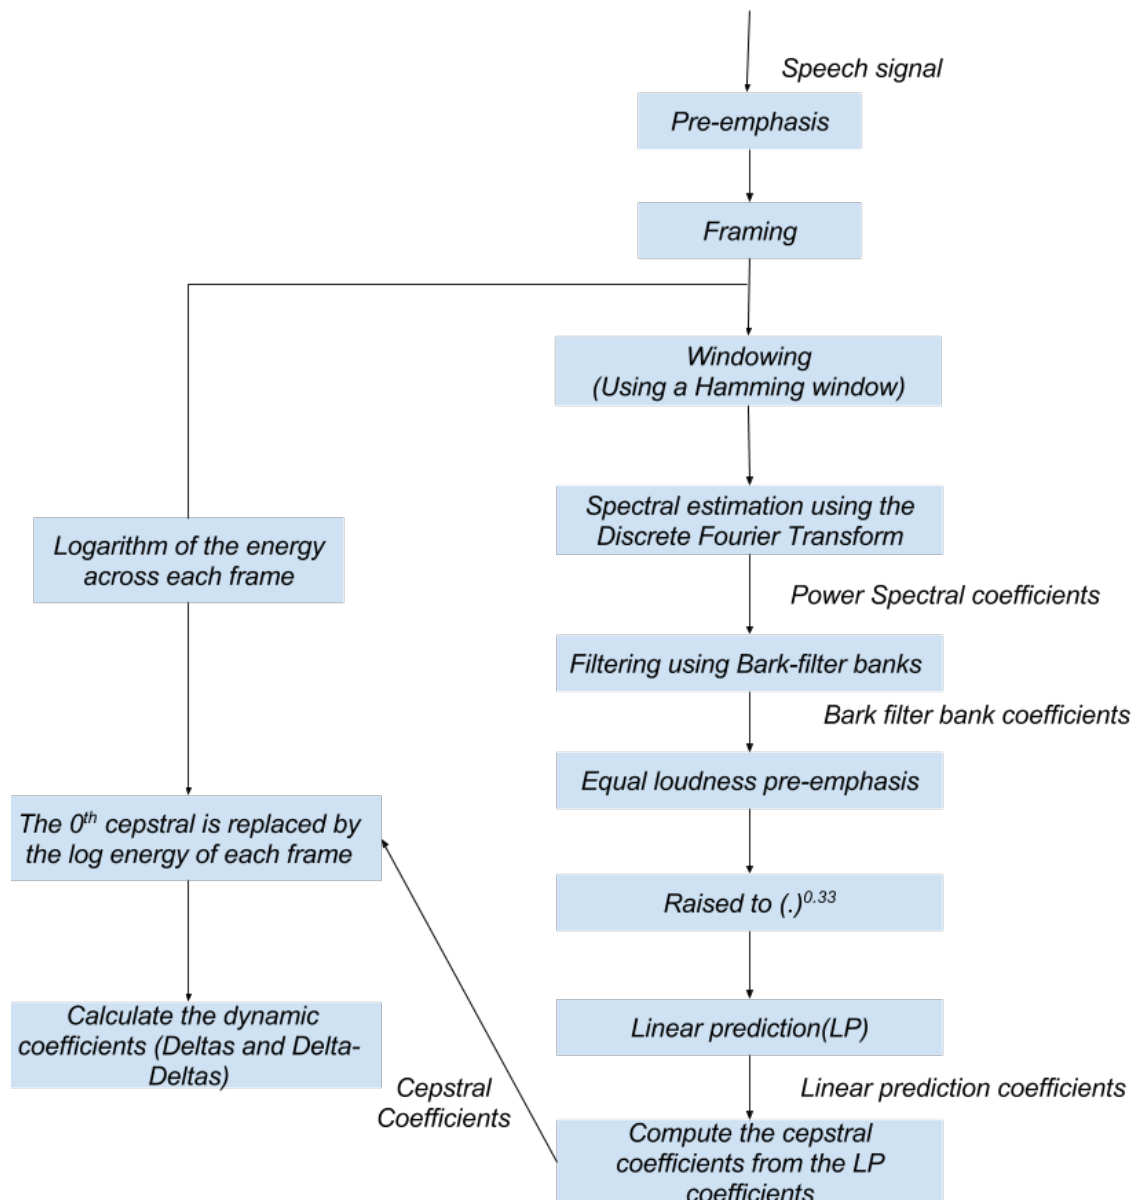 Speech signal
Pre-emphasis
Framing
Windowing
(Using a Hamming window)
Spectral estimation using the
Discrete Fourier Transform
Logarithm of the energy
across each frame
Power Spectral coefficients
Filtering using Bark-filter banks
Bark filter bank coefficients
Equal loudness pre-emphasis
The 0th cepstral is replaced by
the log energy of each frame
Raised to (.)0.33
Linear prediction(LP)
Calculate the dynamic
coefficients (Deltas and Delta-
Deltas)
Linear prediction coefficients
Cepstral
Coefficients
Compute the cepstral
coefficients from the LP
coefficients